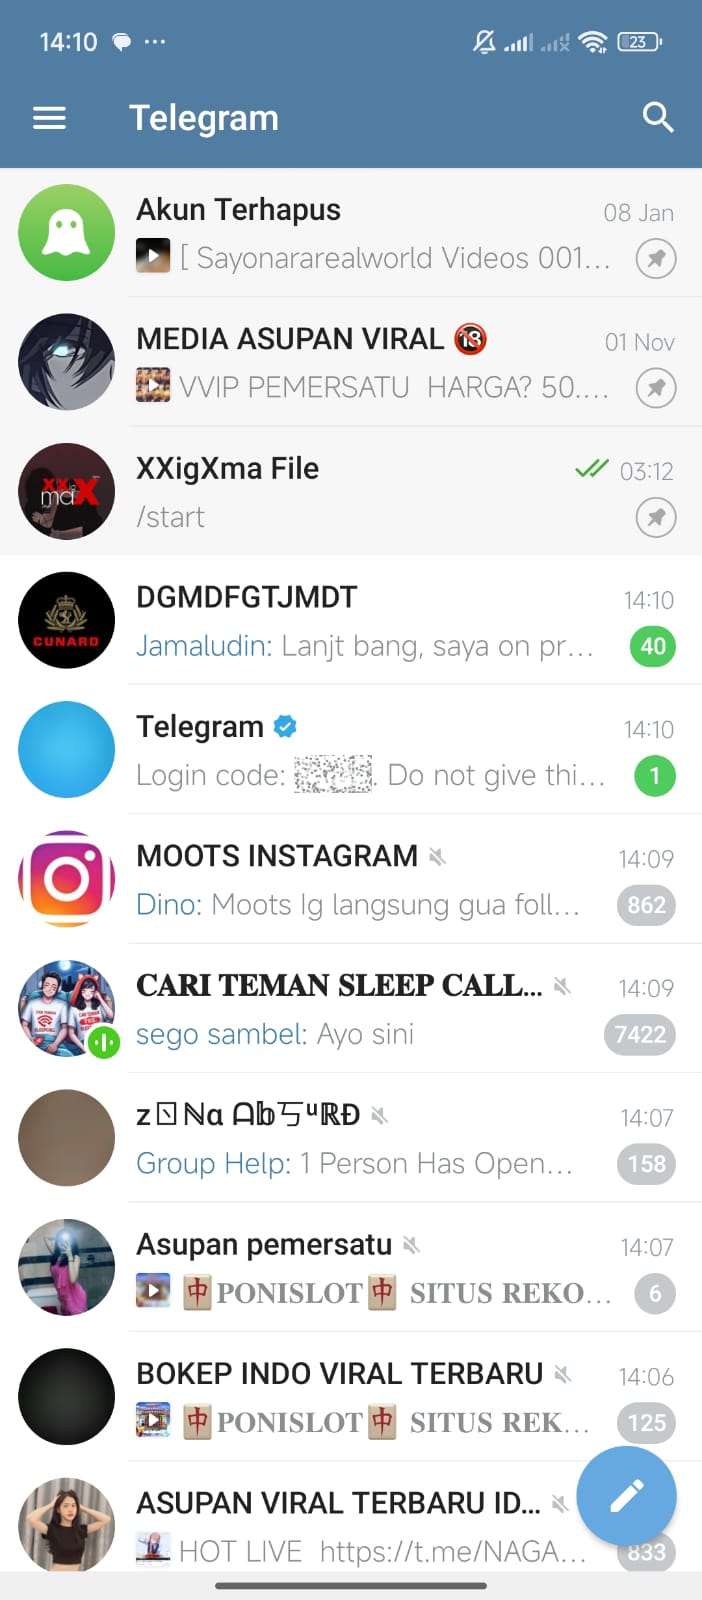 14:10
23
Telegram
Akun Terhapus
08 Jan
[ Sayonararealworld Videos 001...
MEDIA ASUPAN VIRAL 🔞
01 Nov
VVIP PEMERSATU HARGA? 50....
XXigXma File
03:12
/start
DGMDFGTJMDT
14:10
CUNARD
Jamaludin: Lanjt bang, saya on pr...
40
Telegram
14:10
Login code: . Do not give thi...
1
MOOTS INSTAGRAM
14:09
Dino: Moots Ig langsung gua foll...
862
CARI TEMAN SLEEP CALL...
14:09
sego sambel: Ayo sini
7422
14:07
Group Help: 1 Person Has Open...
158
Asupan pemersatu
14:07
🀄PONISLOT🀄 SITUS REKO...
6
BOKEP INDO VIRAL TERBARU
14:06
🀄PONISLOT🀄 SITUS REK...
125
ASUPAN VIRAL TERBARU ID...
HOT LIVE https://t.me/NAGA...
833